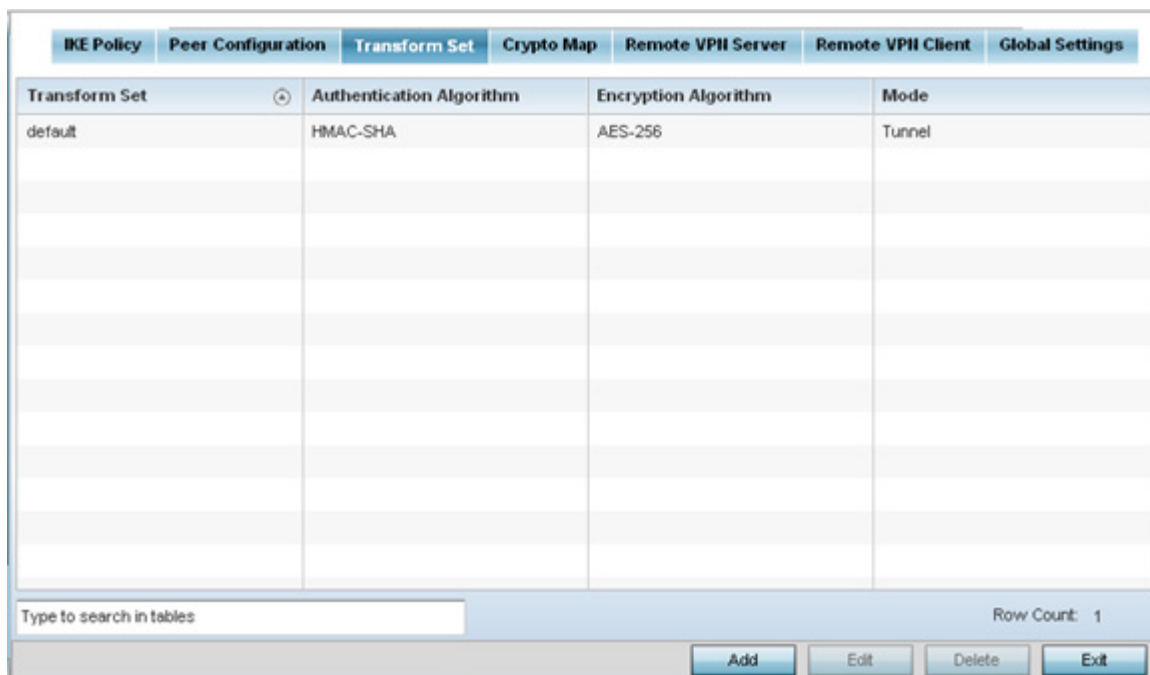 IKE Policy Peer Configuration Transform Set Crypto Map Remote VPN Server Remote VPN Client Global Settings
Transform Set Authentication Algorithm Encryption Algorithm Mode
default HMAC-SHA AES-256 Tunnel
Type to search in tables Row Count: 1
Add Edit Delete Exit